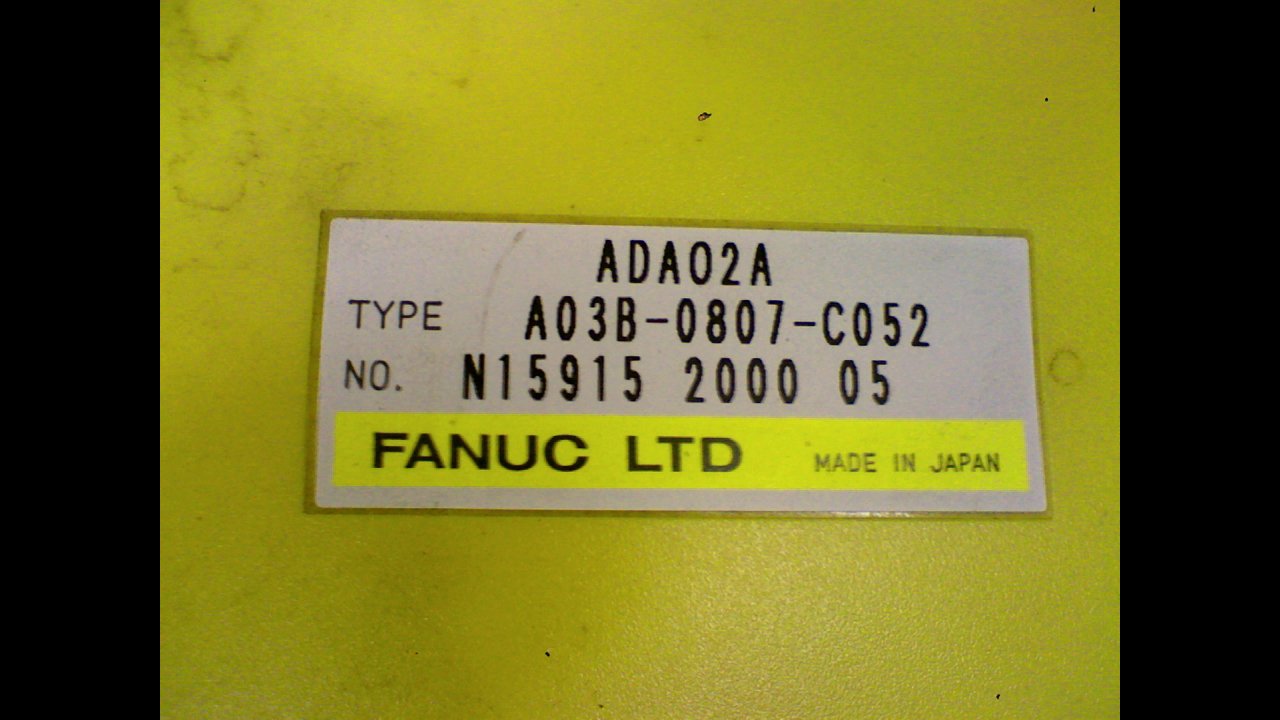 ADA02A
TYPE A03B-0807-C052
NO. N15915 2000 05
FANUC LTD MADE IN JAPAN